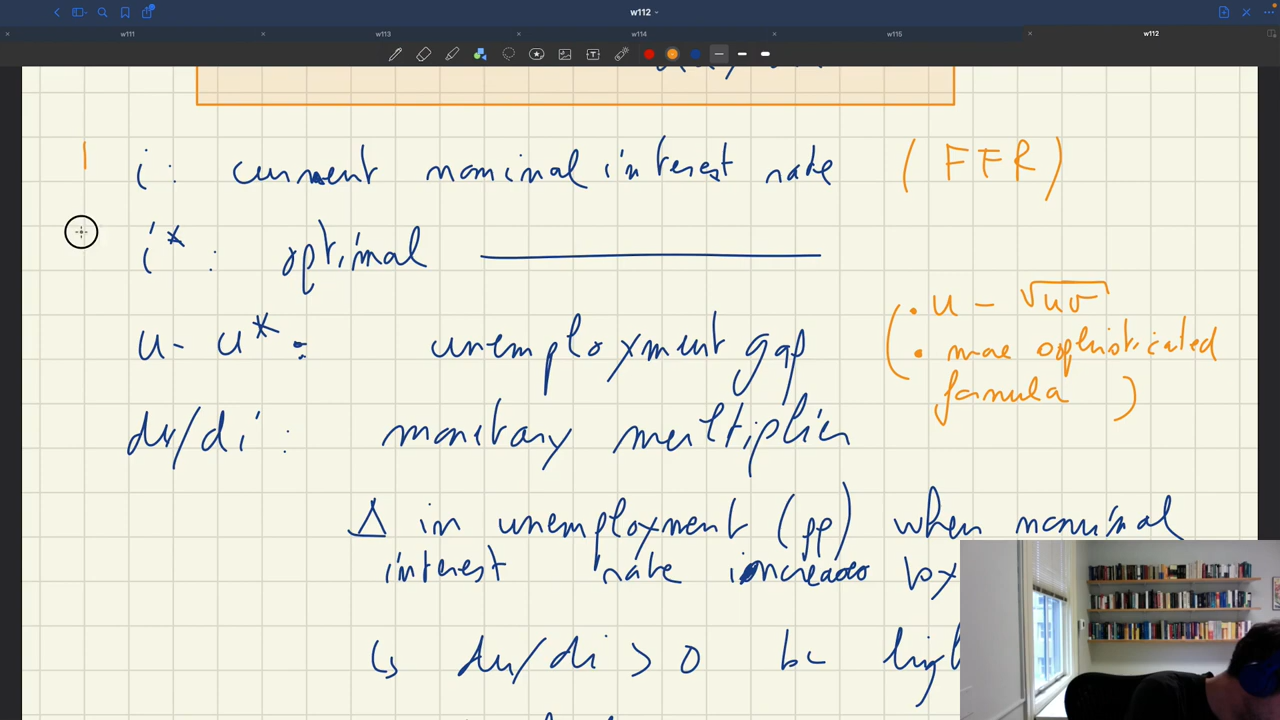 w112
w111
w113
w114
w115
w112
i: current nominal interest rate (FFR)
i*: optimal
u - u*: unemployment gap
(• u - √uv
• more sophisticated
formula )
du/di: monetary multiplier
Δ in unemployment (pp) when nominal
interest rate increases by
↳ du/di > 0 bc